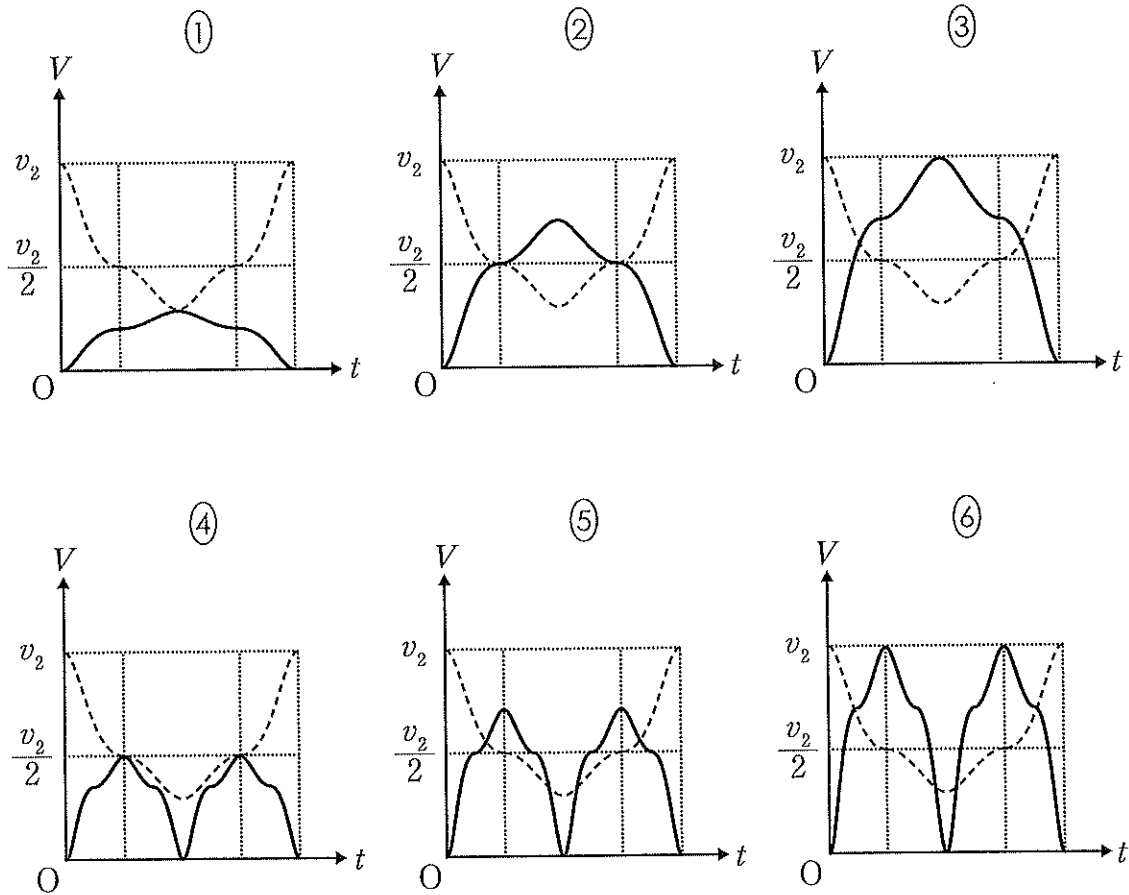 ① ② ③
V V V
v₂ v₂ v₂
v₂/2 v₂/2 v₂/2
O t O t O t
④ ⑤ ⑥
V V V
v₂ v₂ v₂
v₂/2 v₂/2 v₂/2
O t O t O t